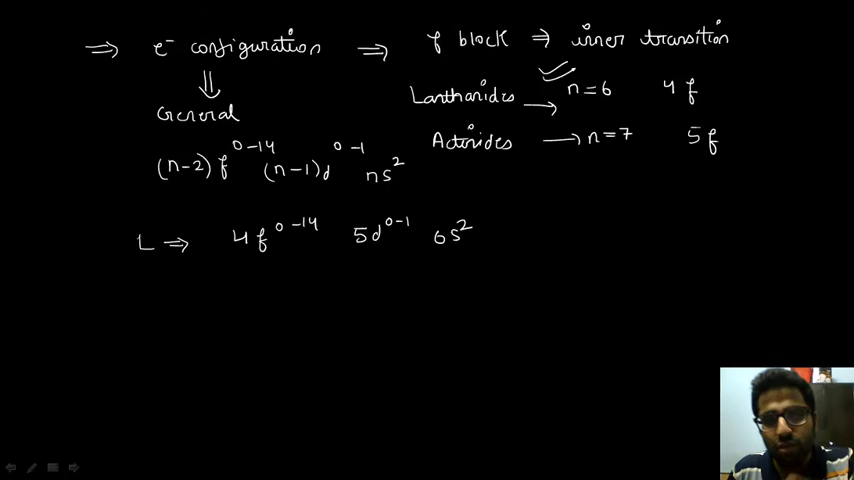 ⇒ e⁻ configuration ⇒ f block ⇒ inner transition
⇓
General
(n-2)f⁰⁻¹⁴ (n-1)d⁰⁻¹ ns²
Lanthanides → n=6 4f
Actinides → n=7 5f
L ⇒ 4f⁰⁻¹⁴ 5d⁰⁻¹ 6s²